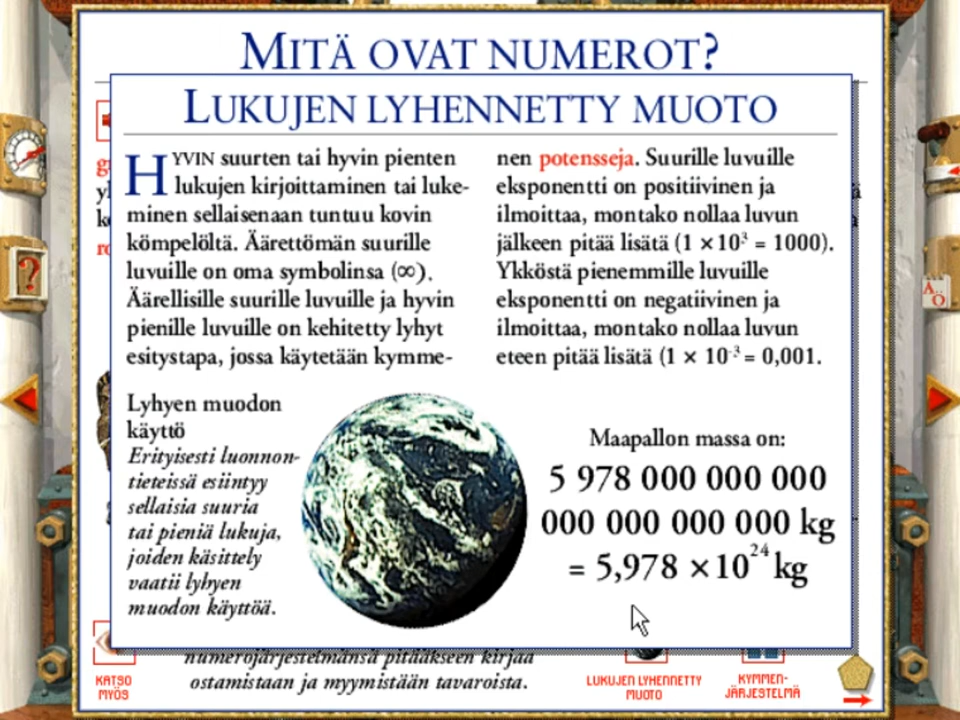 MITÄ OVAT NUMEROT?
LUKUJEN LYHENNETTY MUOTO
HYVIN suurten tai hyvin pienten
lukujen kirjoittaminen tai luke-
minen sellaisenaan tuntuu kovin
kömpelöltä. Äärettömän suurille
luvuille on oma symbolinsa (∞).
Äärellisille suurille luvuille ja hyvin
pienille luvuille on kehitetty lyhyt
esitystapa, jossa käytetään kymme-
nen potensseja. Suurille luvuille
eksponentti on positiivinen ja
ilmoittaa, montako nollaa luvun
jälkeen pitää lisätä (1 ×10³ = 1000).
Ykköstä pienemmille luvuille
eksponentti on negatiivinen ja
ilmoittaa, montako nollaa luvun
eteen pitää lisätä (1 × 10⁻³ = 0,001.
Lyhyen muodon
käyttö
Erityisesti luonnon-
tieteissä esiintyy
sellaisia suuria
tai pieniä lukuja,
joiden käsittely
vaatii lyhyen
muodon käyttöä.
Maapallon massa on:
5 978 000 000 000
000 000 000 000 kg
= 5,978 ×10²⁴ kg
numerojärjestelmänsä pitääkseen kirjaa
ostamistaan ja myymistään tavaroista.
KATSO
MYÖS
LUKUJEN LYHENNETTY
MUOTO
KYMMEN-
JÄRJESTELMÄ
?
A..
Ö